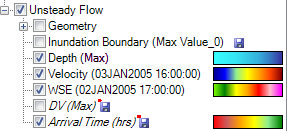 Unsteady Flow
Geometry
Inundation Boundary (Max Value_0)
Depth (Max)
Velocity (03JAN2005 16:00:00)
WSE (02JAN2005 17:00:00)
DV (Max)
Arrival Time (hrs)